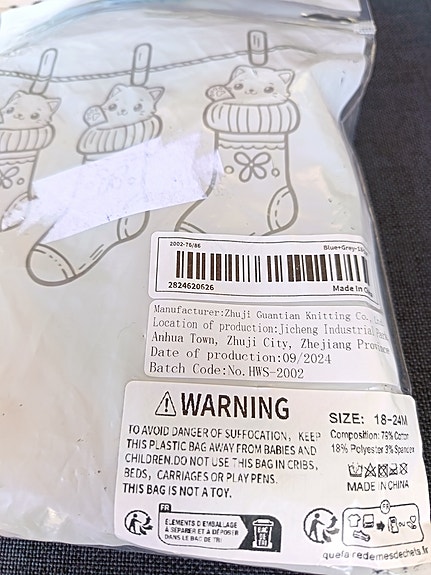 2002-76/86 Blue+Grey-18
2824620626 Made In
Manufacturer:Zhuji Guantian Knitting Co.,
Location of production:jicheng Industrial
Anhua Town, Zhuji City, Zhejiang Province
Date of production:09/2024
Batch Code:No.HWS-2002
WARNING
TO AVOID DANGER OF SUFFOCATION, KEEP
THIS PLASTIC BAG AWAY FROM BABIES AND
CHILDREN.DO NOT USE THIS BAG IN CRIBS,
BEDS, CARRIAGES OR PLAY PENS.
THIS BAG IS NOT A TOY.
SIZE: 18-24M
Composition: 79% Cotton
18% Polyester 3% Spandex
MADE IN CHINA
FR
ÉLÉMENTS D'EMBALLAGE
À SÉPARER ET À DÉPOSER
DANS LE BAC DE TRI
FR
quefairedemesdechets.fr